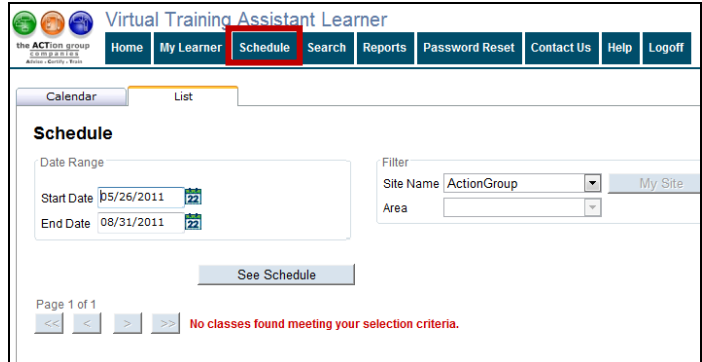 Virtual Training Assistant Learner
the ACTion group
companies
Advise - Certify - Train
Home My Learner Schedule Search Reports Password Reset Contact Us Help Logoff
Calendar List
Schedule
Date Range
Start Date 05/26/2011 22
End Date 08/31/2011 22
Filter
Site Name ActionGroup My Site
Area
See Schedule
Page 1 of 1
<< < > >> No classes found meeting your selection criteria.